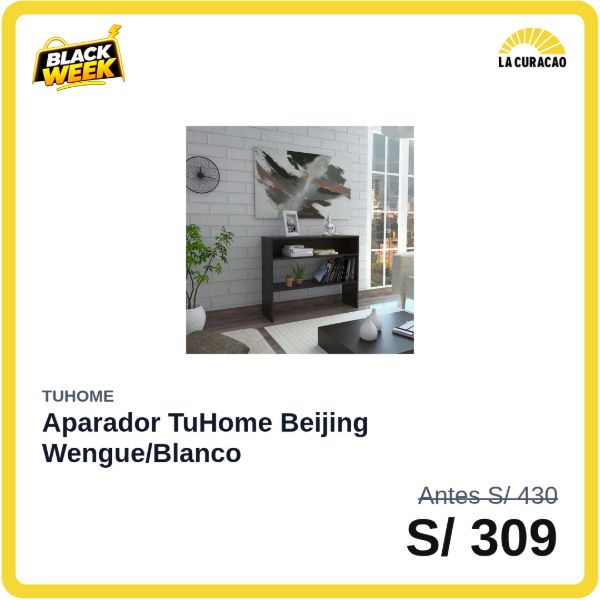 BLACK
WEEK
LA CURACAO
TUHOME
Aparador TuHome Beijing
Wengue/Blanco
Antes S/ 430
S/ 309